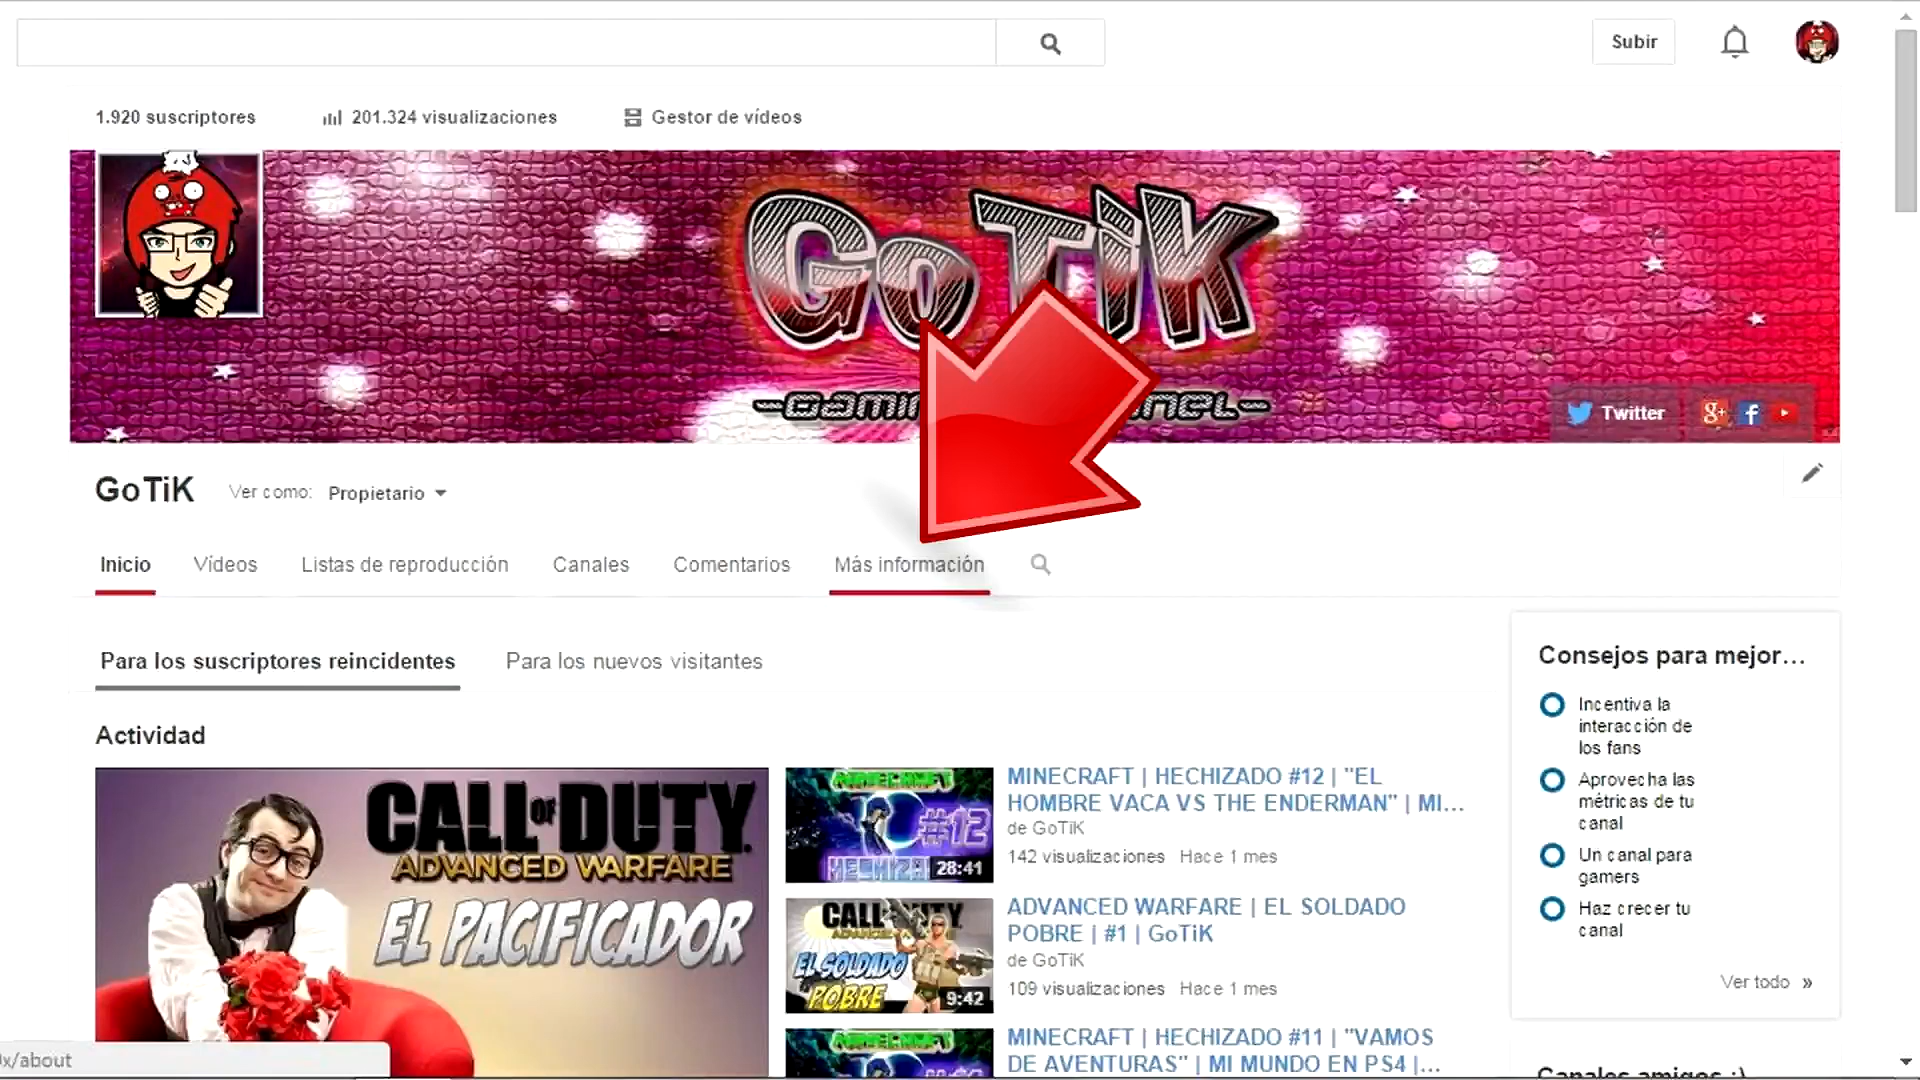 Subir
1.920 suscriptores
201.324 visualizaciones
Gestor de vídeos
GoTiK
Twitter
GoTiK
Ver como:
Propietario
Inicio
Vídeos
Listas de reproducción
Canales
Comentarios
Más información
Para los suscriptores reincidentes
Para los nuevos visitantes
Actividad
CALL OF DUTY
ADVANCED WARFARE
EL PACIFICADOR
MINECRAFT
#12
28:41
MINECRAFT | HECHIZADO #12 | "EL
HOMBRE VACA VS THE ENDERMAN" | MI...
de GoTiK
142 visualizaciones Hace 1 mes
EL SOLDADO
POBRE
9:42
ADVANCED WARFARE | EL SOLDADO
POBRE | #1 | GoTiK
de GoTiK
109 visualizaciones Hace 1 mes
MINECRAFT
MINECRAFT | HECHIZADO #11 | "VAMOS
DE AVENTURAS" | MI MUNDO EN PS4 |...
Consejos para mejor...
Incentiva la
interacción de
los fans
Aprovecha las
métricas de tu
canal
Un canal para
gamers
Haz crecer tu
canal
Ver todo »
Canales amigos :)
x/about